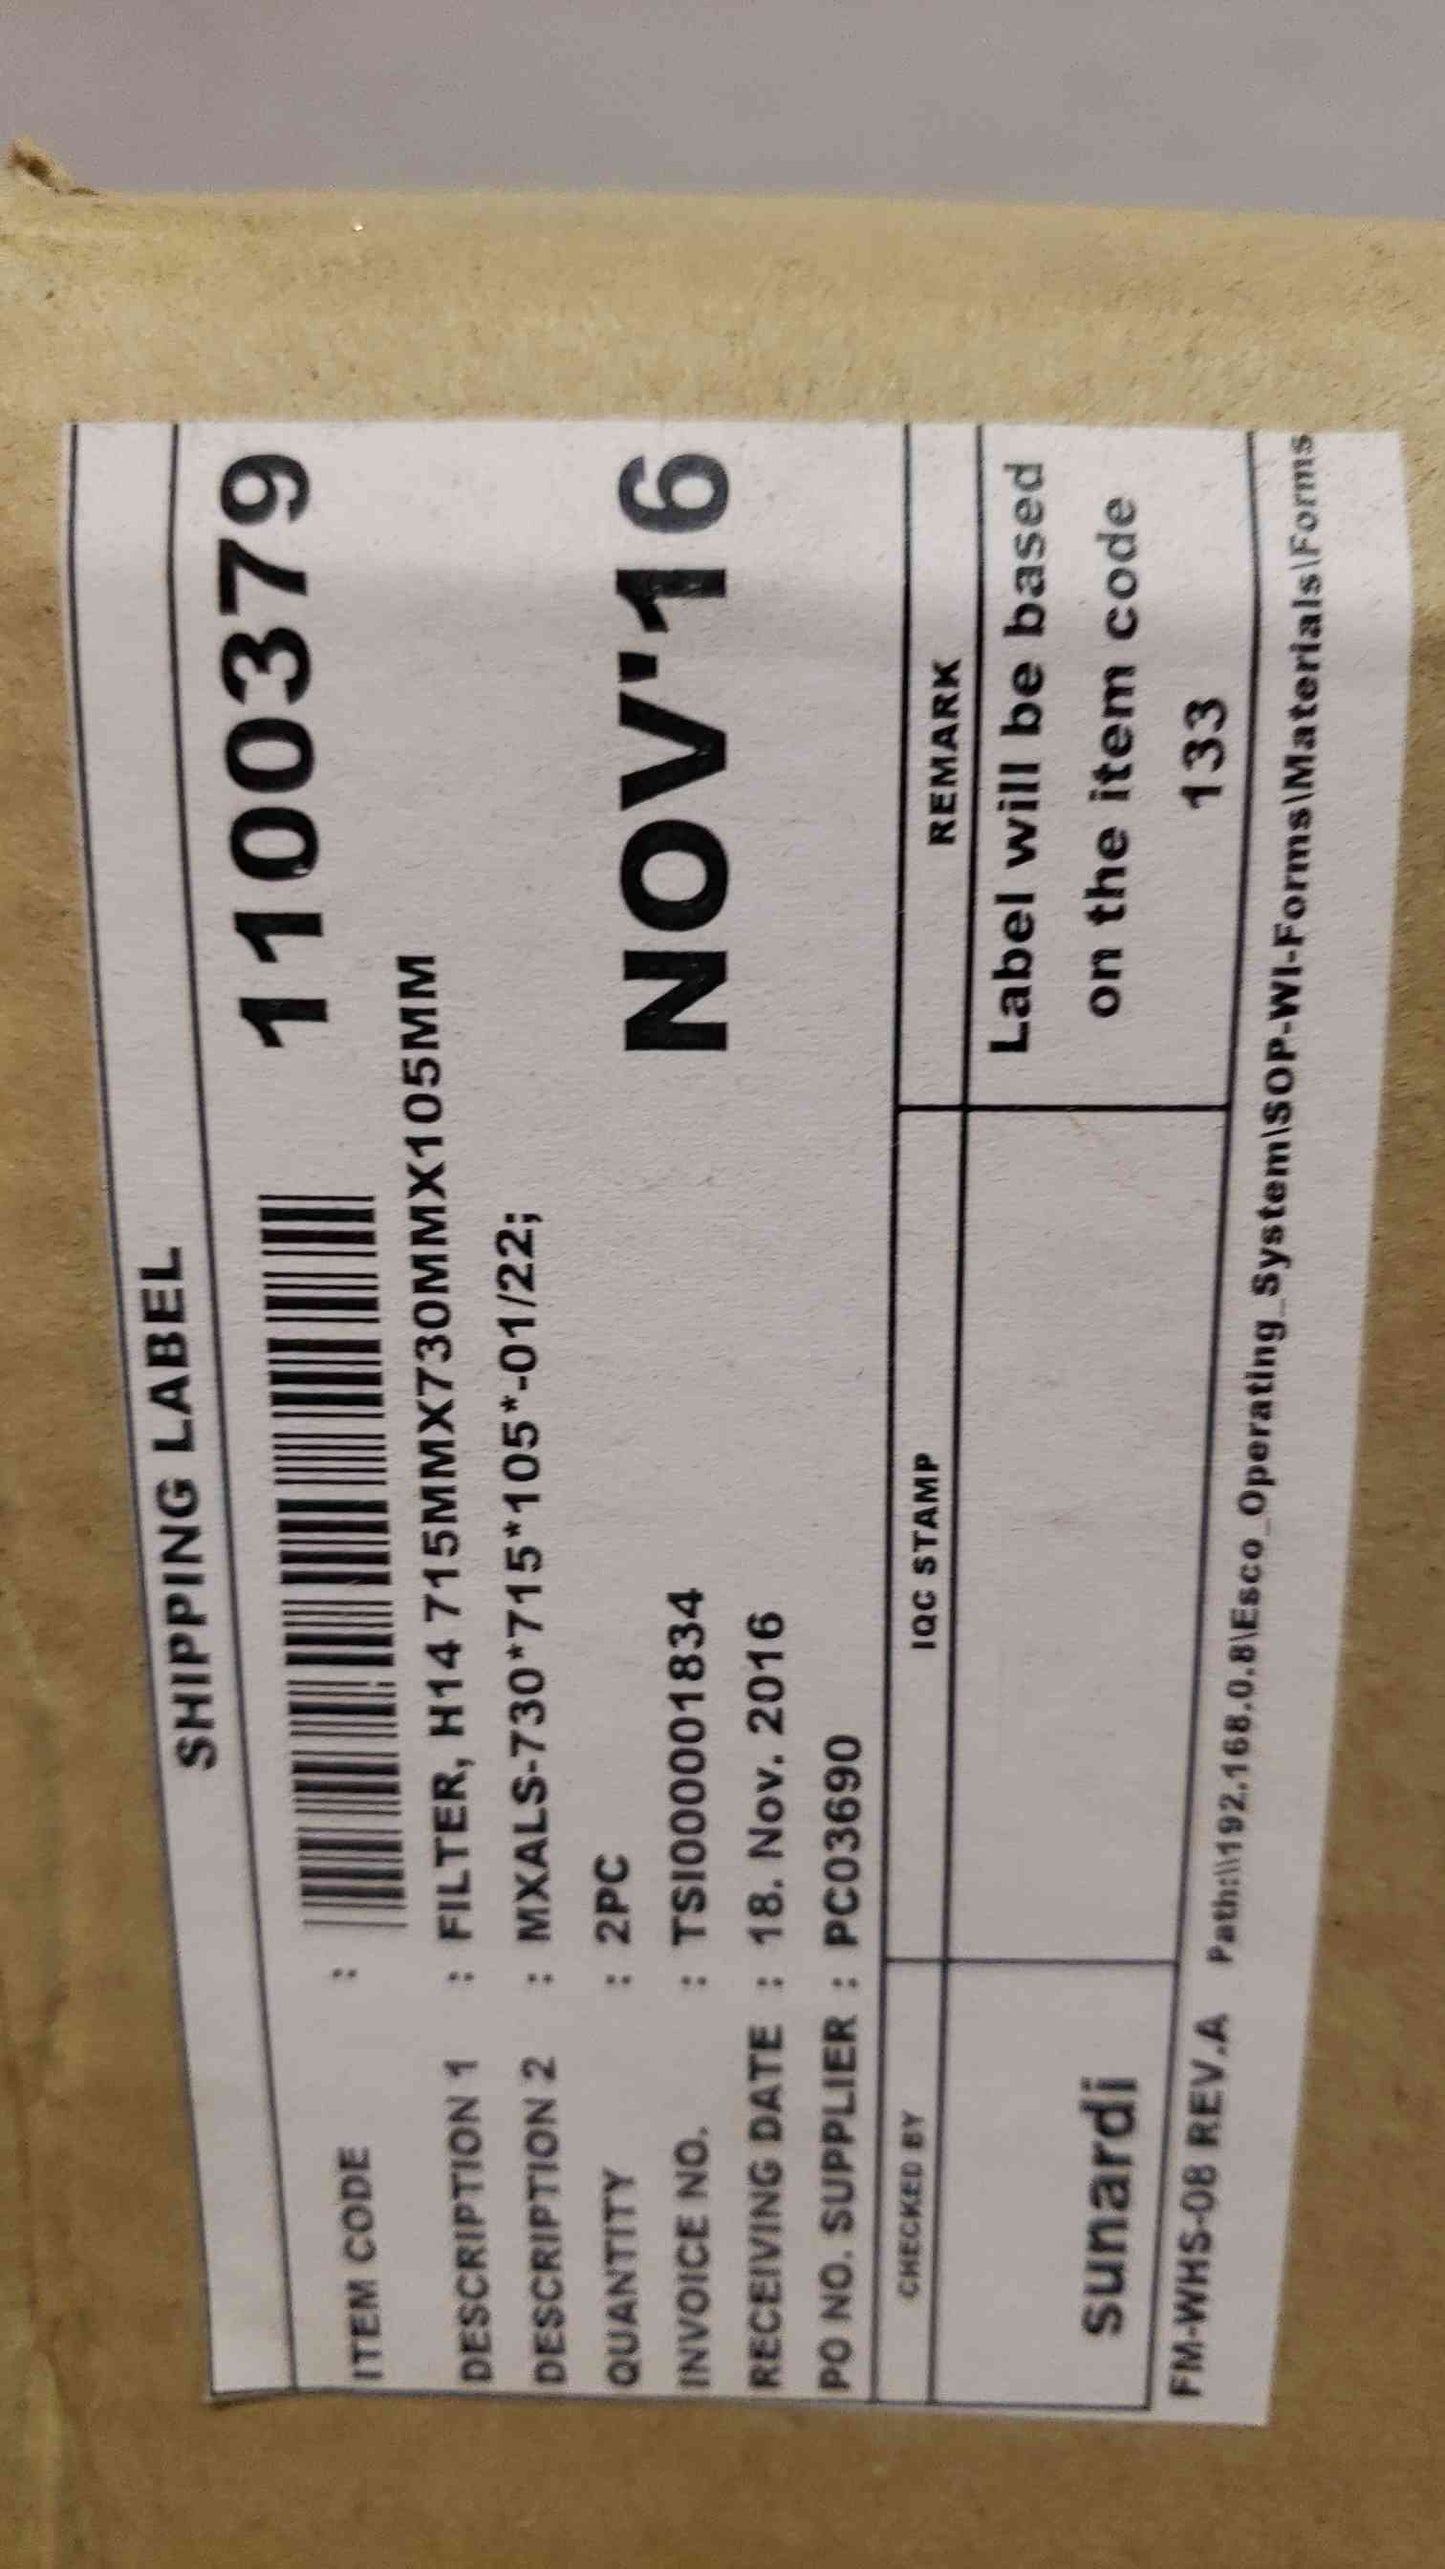 SHIPPING LABEL
ITEM CODE : 1100379
DESCRIPTION 1 : FILTER, H14 715MMX730MMX105MM
DESCRIPTION 2 : MXALS-730*715*105*-01/22;
QUANTITY : 2PC
NOV'16
INVOICE NO. : TSI00001834
RECEIVING DATE : 18. Nov. 2016
PO NO. SUPPLIER : PC03690
CHECKED BY IQC STAMP REMARK
Label will be based
on the item code
sunardi 133
FM-WHS-08 REV.A Path:\\192.168.0.8\Esco_Operating_System\SOP-WI-Forms\Materials\Forms